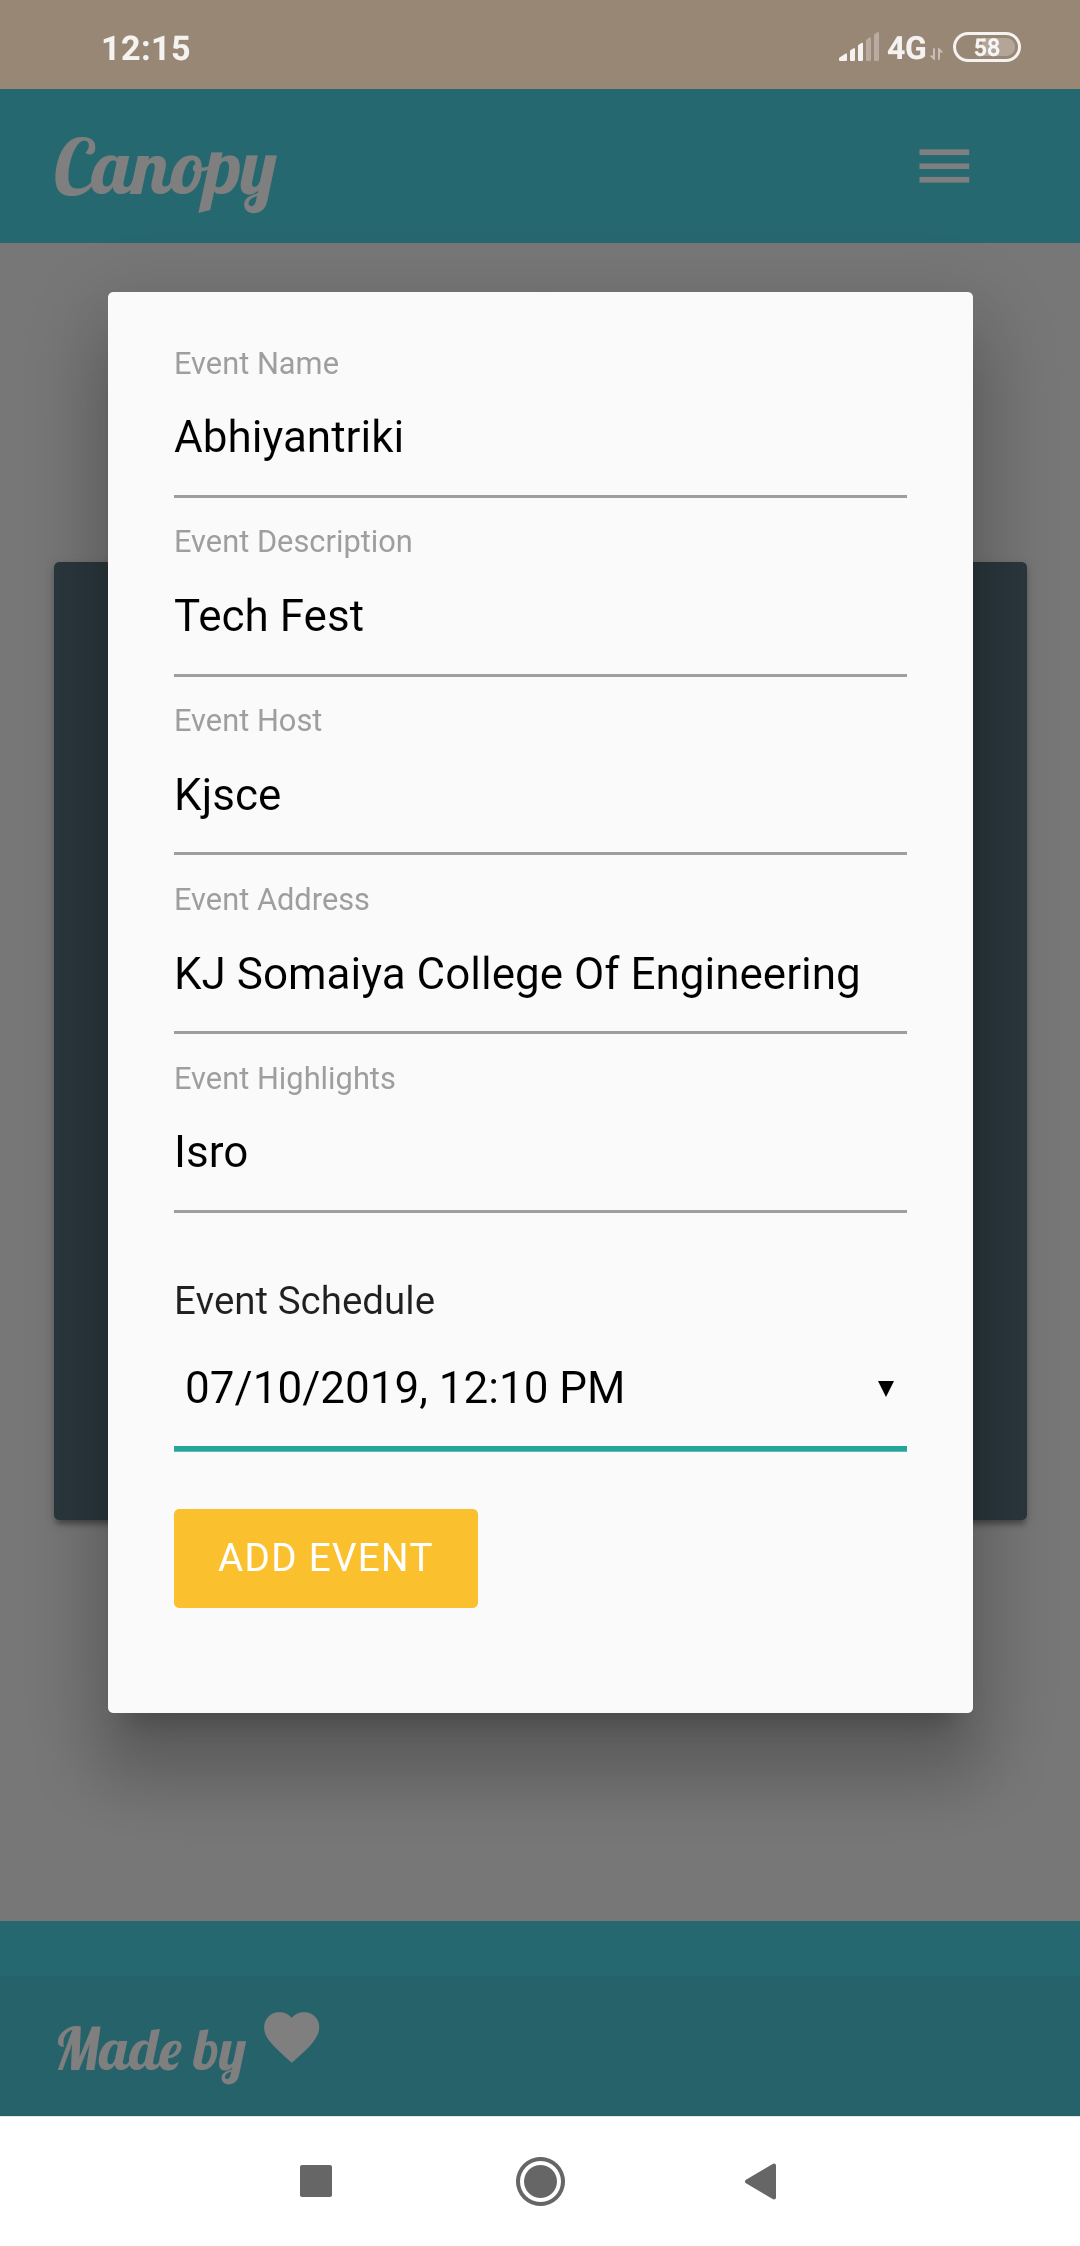 12:15
4G
58
Canopy
Event Name
Abhiyantriki
Event Description
Tech Fest
Event Host
Kjsce
Event Address
KJ Somaiya College Of Engineering
Event Highlights
Isro
Event Schedule
07/10/2019, 12:10 PM
ADD EVENT
Made by